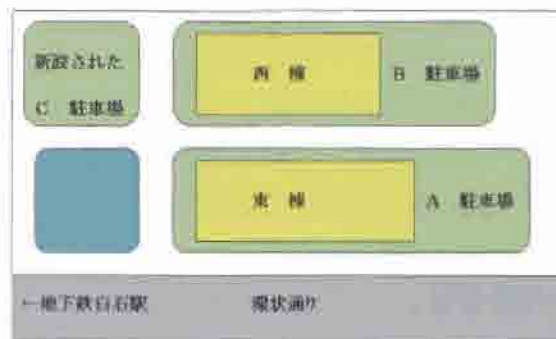 新設された
C 駐車場
西 棟
B 駐車場
東 棟
A 駐車場
←地下鉄白石駅
環状通り